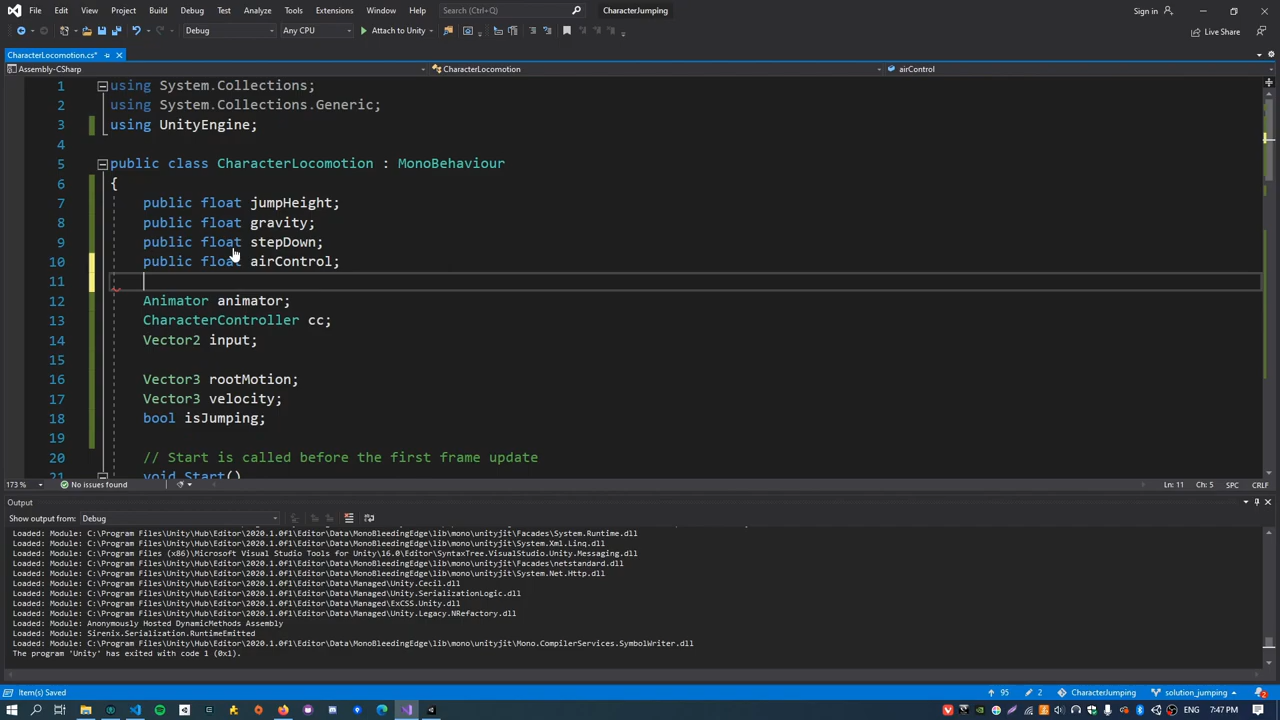 File Edit View Project Build Debug Test Analyze Tools Extensions Window Help Search (Ctrl+Q) CharacterJumping Sign in
Debug Any CPU Attach to Unity Live Share
CharacterLocomotion.cs*
Assembly-CSharp CharacterLocomotion airControl
1 using System.Collections;
2 using System.Collections.Generic;
3 using UnityEngine;
4
5 public class CharacterLocomotion : MonoBehaviour
6 {
7 public float jumpHeight;
8 public float gravity;
9 public float stepDown;
10 public float airControl;
11
12 Animator animator;
13 CharacterController cc;
14 Vector2 input;
15
16 Vector3 rootMotion;
17 Vector3 velocity;
18 bool isJumping;
19
20 // Start is called before the first frame update
21 void Start()
173 % No issues found Ln: 11 Ch: 5 SPC CRLF
Output
Show output from: Debug
Loaded: Module: C:\Program Files\Unity\Hub\Editor\2020.1.0f1\Editor\Data\MonoBleedingEdge\lib\mono\unityjit\Facades\System.Runtime.dll
Loaded: Module: C:\Program Files\Unity\Hub\Editor\2020.1.0f1\Editor\Data\MonoBleedingEdge\lib\mono\unityjit\System.Xml.Linq.dll
Loaded: Module: C:\Program Files (x86)\Microsoft Visual Studio Tools for Unity\16.0\Editor\SyntaxTree.VisualStudio.Unity.Messaging.dll
Loaded: Module: C:\Program Files\Unity\Hub\Editor\2020.1.0f1\Editor\Data\MonoBleedingEdge\lib\mono\unityjit\Facades\netstandard.dll
Loaded: Module: C:\Program Files\Unity\Hub\Editor\2020.1.0f1\Editor\Data\MonoBleedingEdge\lib\mono\unityjit\System.Net.Http.dll
Loaded: Module: C:\Program Files\Unity\Hub\Editor\2020.1.0f1\Editor\Data\Managed\Unity.Cecil.dll
Loaded: Module: C:\Program Files\Unity\Hub\Editor\2020.1.0f1\Editor\Data\Managed\Unity.SerializationLogic.dll
Loaded: Module: C:\Program Files\Unity\Hub\Editor\2020.1.0f1\Editor\Data\Managed\ExCSS.Unity.dll
Loaded: Module: C:\Program Files\Unity\Hub\Editor\2020.1.0f1\Editor\Data\Managed\Unity.Legacy.NRefactory.dll
Loaded: Module: Anonymously Hosted DynamicMethods Assembly
Loaded: Module: Sirenix.Serialization.RuntimeEmitted
Loaded: Module: C:\Program Files\Unity\Hub\Editor\2020.1.0f1\Editor\Data\MonoBleedingEdge\lib\mono\unityjit\Mono.CompilerServices.SymbolWriter.dll
The program 'Unity' has exited with code 1 (0x1).
Item(s) Saved 95 2 CharacterJumping solution_jumping 2
ENG 7:47 PM